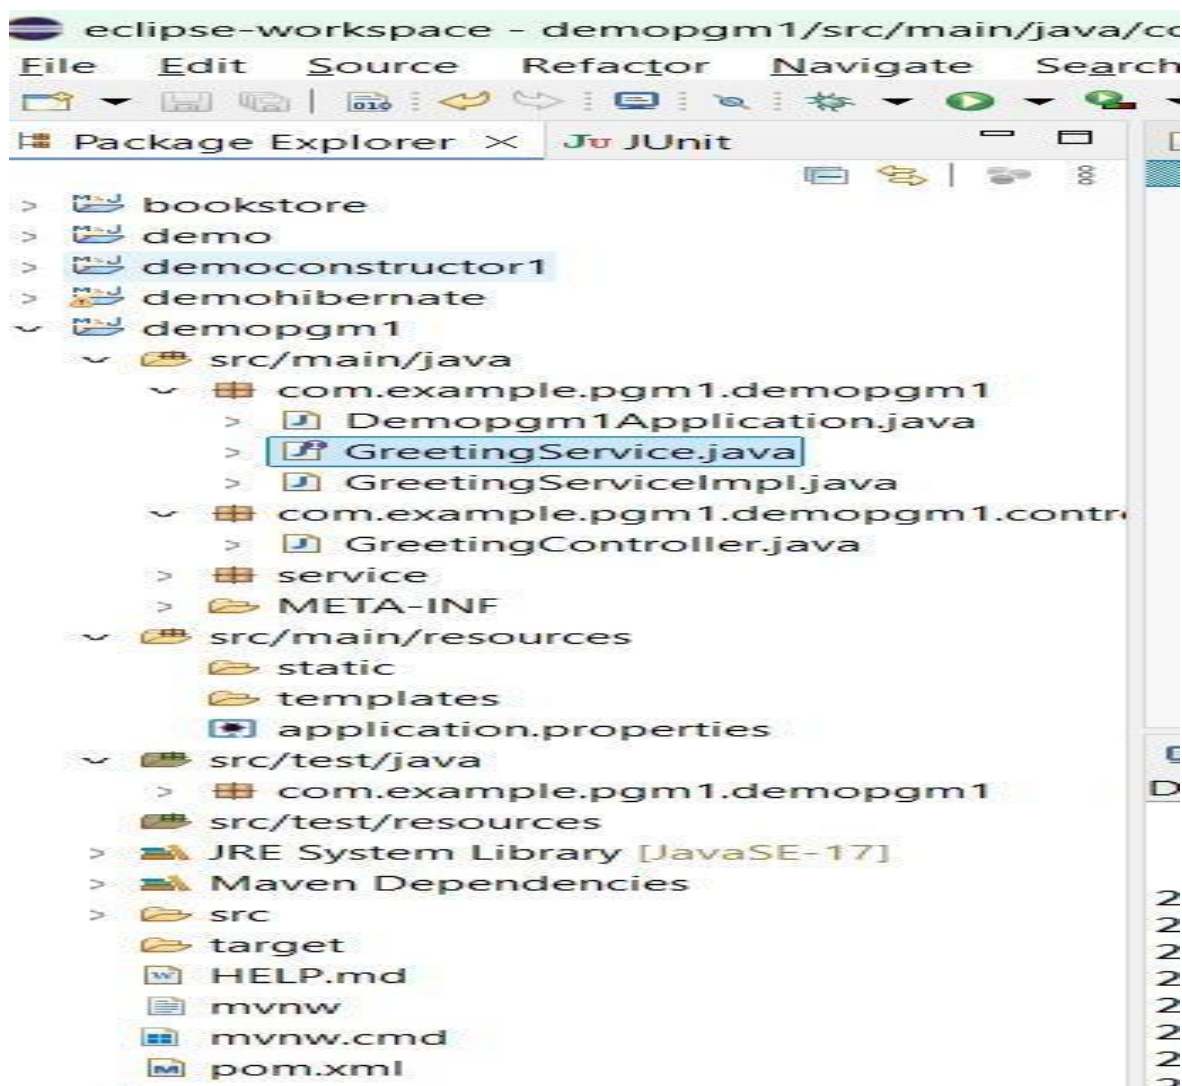 eclipse-workspace - demopgm1/src/main/java/co
File Edit Source Refactor Navigate Search
Package Explorer JUnit
bookstore
demo
democonstructor1
demohibernate
demopgm1
src/main/java
com.example.pgm1.demopgm1
Demopgm1Application.java
GreetingService.java
GreetingServiceImpl.java
com.example.pgm1.demopgm1.contr
GreetingController.java
service
META-INF
src/main/resources
static
templates
application.properties
src/test/java
com.example.pgm1.demopgm1
src/test/resources
JRE System Library [JavaSE-17]
Maven Dependencies
src
target
HELP.md
mvnw
mvnw.cmd
pom.xml